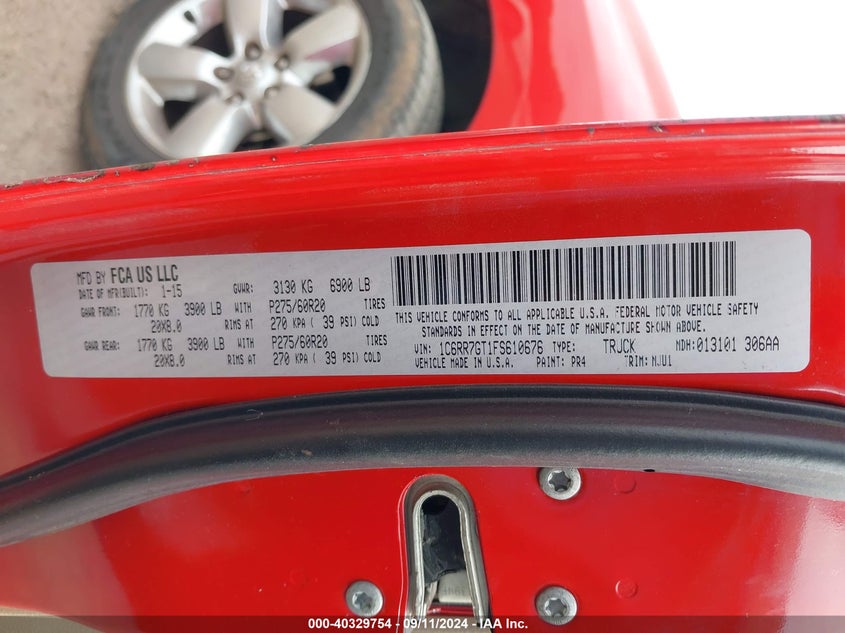 MFD BY FCA US LLC
DATE OF MFR(BUILT): 1-15 GVWR: 3130 KG 6900 LB
GAWR FRONT: 1770 KG 3900 LB WITH P275/60R20 TIRES
20X8.0 RIMS AT 270 KPA ( 39 PSI) COLD
GAWR REAR: 1770 KG 3900 LB WITH P275/60R20 TIRES
20X8.0 RIMS AT 270 KPA ( 39 PSI) COLD
THIS VEHICLE CONFORMS TO ALL APPLICABLE U.S.A. FEDERAL MOTOR VEHICLE SAFETY
STANDARDS IN EFFECT ON THE DATE OF MANUFACTURE SHOWN ABOVE.
VIN: 1C6RR7GT1FS610676 TYPE: TRUCK MDH:013101 306AA
VEHICLE MADE IN U.S.A. PAINT: PR4 TRIM: MJU1
000-40329754 - 09/11/2024 - IAAI.COM